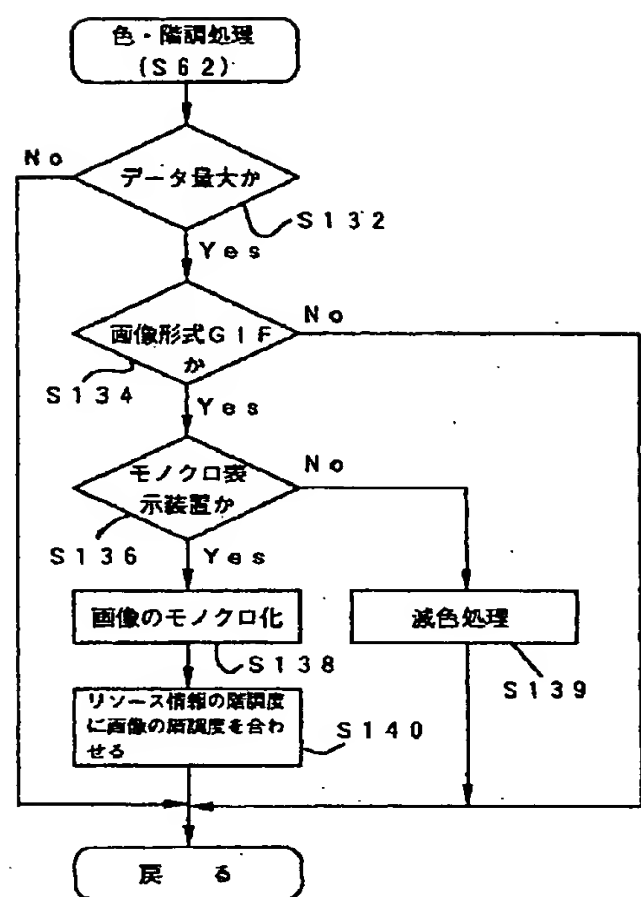 色・階調処理
(S62)
No
データ量大か
S132
Yes
画像形式GIF
か
No
S134
Yes
モノクロ表
示装置か
No
S136
Yes
画像のモノクロ化
減色処理
S138
S139
リソース情報の階調度
に画像の階調度を合わ
せる
S140
戻 る